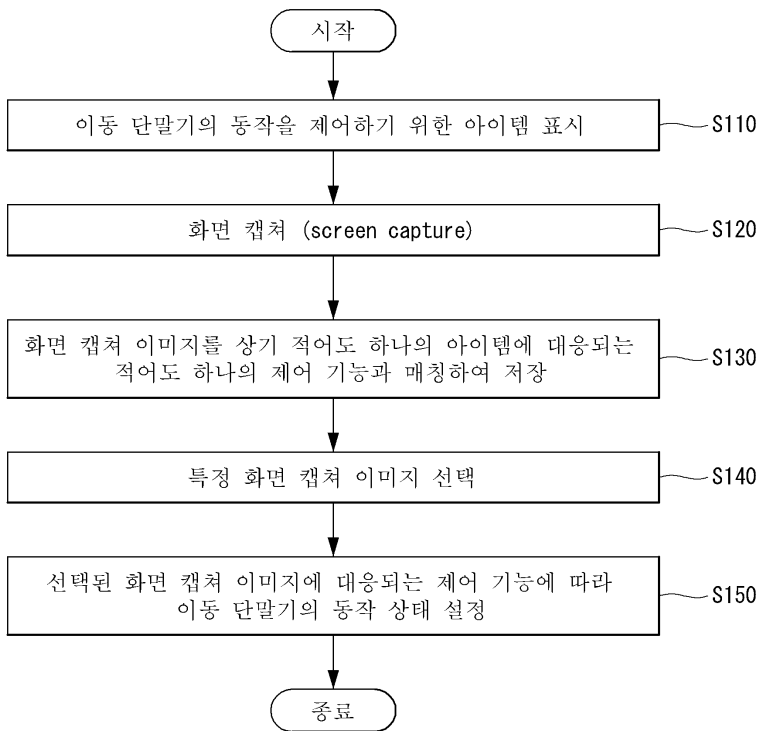 시작
이동 단말기의 동작을 제어하기 위한 아이템 표시
S110
화면 캡쳐 (screen capture)
S120
화면 캡쳐 이미지를 상기 적어도 하나의 아이템에 대응되는
적어도 하나의 제어 기능과 매칭하여 저장
S130
특정 화면 캡쳐 이미지 선택
S140
선택된 화면 캡쳐 이미지에 대응되는 제어 기능에 따라
이동 단말기의 동작 상태 설정
S150
종료